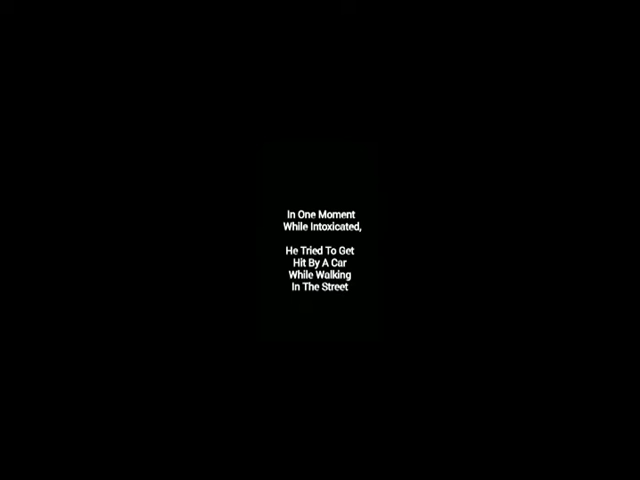 In One Moment
While Intoxicated,
He Tried To Get
Hit By A Car
While Walking
In The Street